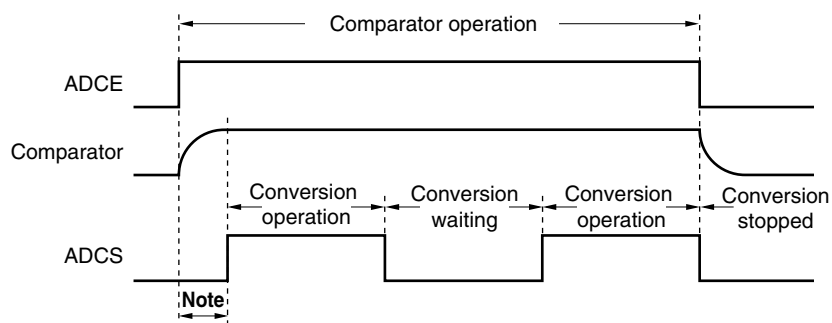 Comparator operation
ADCE
Comparator
Conversion
operation
Conversion
waiting
Conversion
operation
Conversion
stopped
ADCS
Note